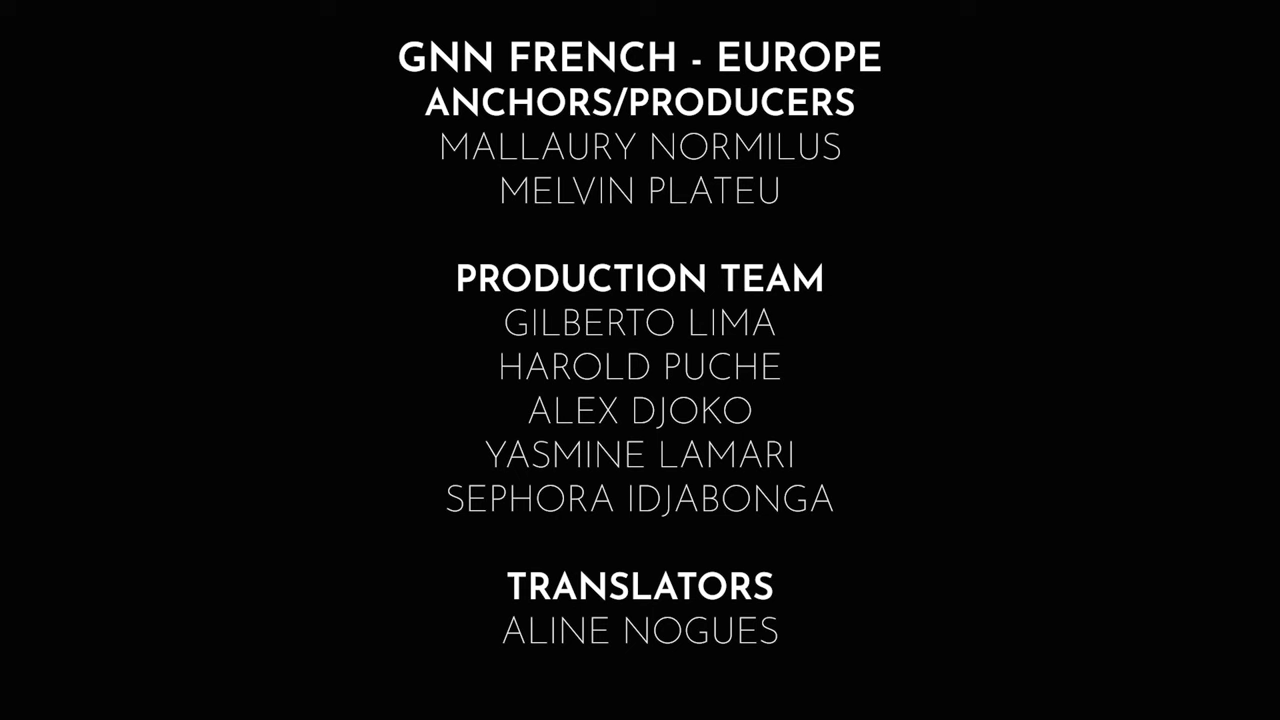 GNN FRENCH - EUROPE
ANCHORS/PRODUCERS
MALLAURY NORMILUS
MELVIN PLATEU
PRODUCTION TEAM
GILBERTO LIMA
HAROLD PUCHE
ALEX DJOKO
YASMINE LAMARI
SEPHORA IDJABONGA
TRANSLATORS
ALINE NOGUES